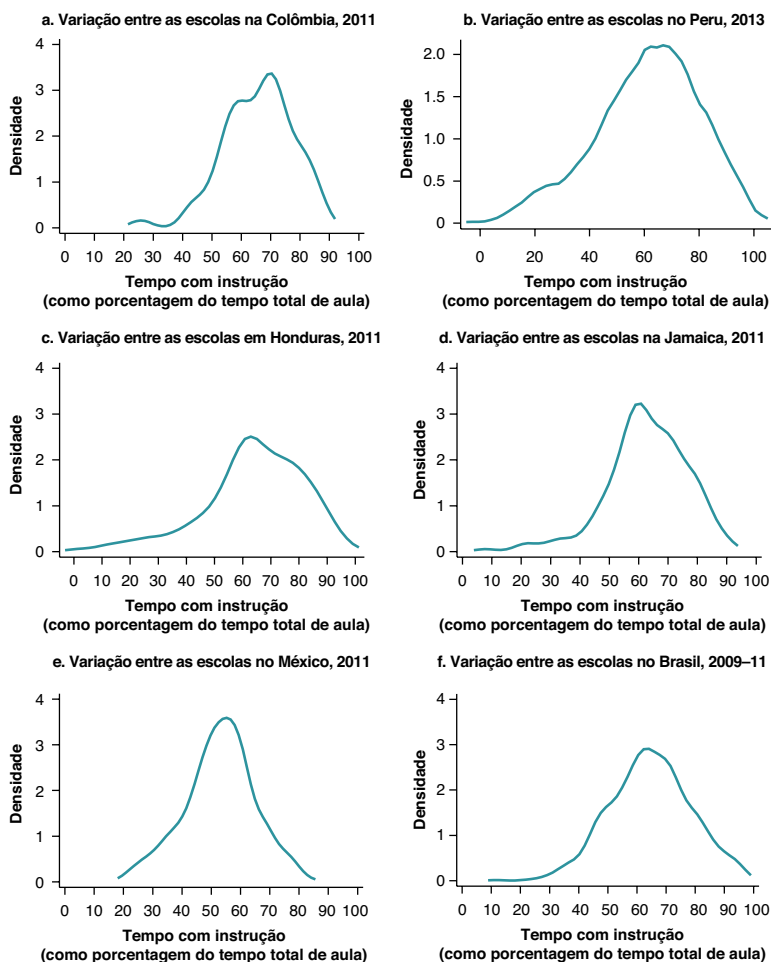 a. Variação entre as escolas na Colômbia, 2011
4
3
2
1
0
Densidade
0 10 20 30 40 50 60 70 80 90 100
Tempo com instrução
(como porcentagem do tempo total de aula)
b. Variação entre as escolas no Peru, 2013
2.0
1.5
1.0
0.5
0
Densidade
0 20 40 60 80 100
Tempo com instrução
(como porcentagem do tempo total de aula)
c. Variação entre as escolas em Honduras, 2011
4
3
2
1
0
Densidade
0 10 20 30 40 50 60 70 80 90 100
Tempo com instrução
(como porcentagem do tempo total de aula)
d. Variação entre as escolas na Jamaica, 2011
4
3
2
1
0
Densidade
0 10 20 30 40 50 60 70 80 90 100
Tempo com instrução
(como porcentagem do tempo total de aula)
e. Variação entre as escolas no México, 2011
4
3
2
1
0
Densidade
0 10 20 30 40 50 60 70 80 90 100
Tempo com instrução
(como porcentagem do tempo total de aula)
f. Variação entre as escolas no Brasil, 2009–11
4
3
2
1
0
Densidade
0 10 20 30 40 50 60 70 80 90 100
Tempo com instrução
(como porcentagem do tempo total de aula)